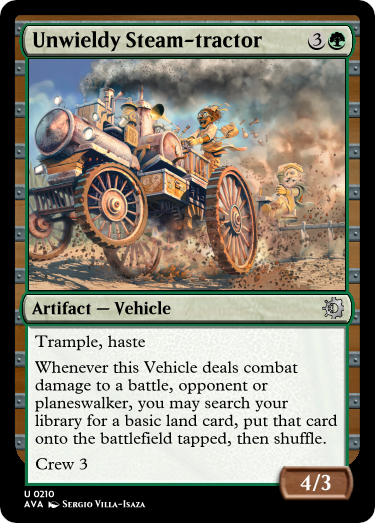 Unwieldy Steam-tractor 3
Artifact — Vehicle
Trample, haste
Whenever this Vehicle deals combat
damage to a battle, opponent or
planeswalker, you may search your
library for a basic land card, put that card
onto the battlefield tapped, then shuffle.
Crew 3
4/3
U 0210
AVA Sergio Villa-Isaza